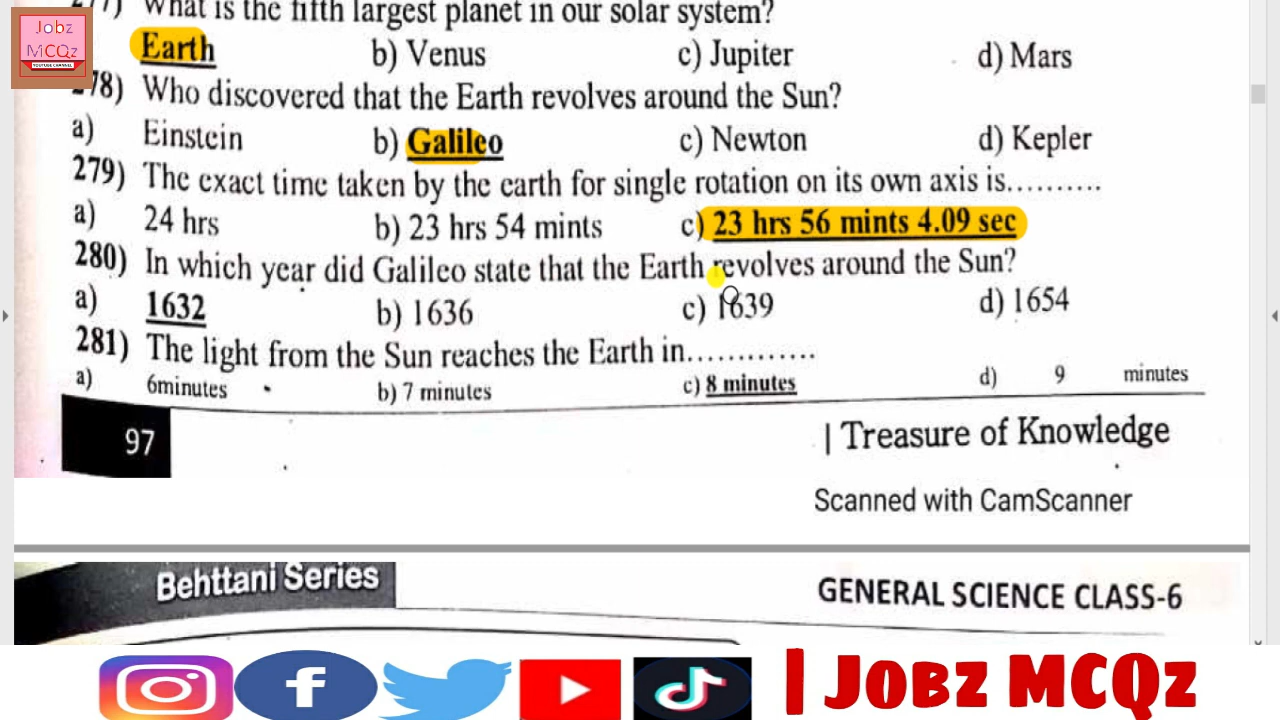 Jobz
MCQz
YOUTUBE CHANNEL
What is the fifth largest planet in our solar system?
Earth b) Venus c) Jupiter d) Mars
278) Who discovered that the Earth revolves around the Sun?
a) Einstein b) Galileo c) Newton d) Kepler
279) The exact time taken by the earth for single rotation on its own axis is..........
a) 24 hrs b) 23 hrs 54 mints c) 23 hrs 56 mints 4.09 sec
280) In which year did Galileo state that the Earth revolves around the Sun?
a) 1632 b) 1636 c) 1639 d) 1654
281) The light from the Sun reaches the Earth in.............
a) 6minutes b) 7 minutes c) 8 minutes d) 9 minutes
97 | Treasure of Knowledge
Scanned with CamScanner
Behttani Series GENERAL SCIENCE CLASS-6
| JOBZ MCQZ